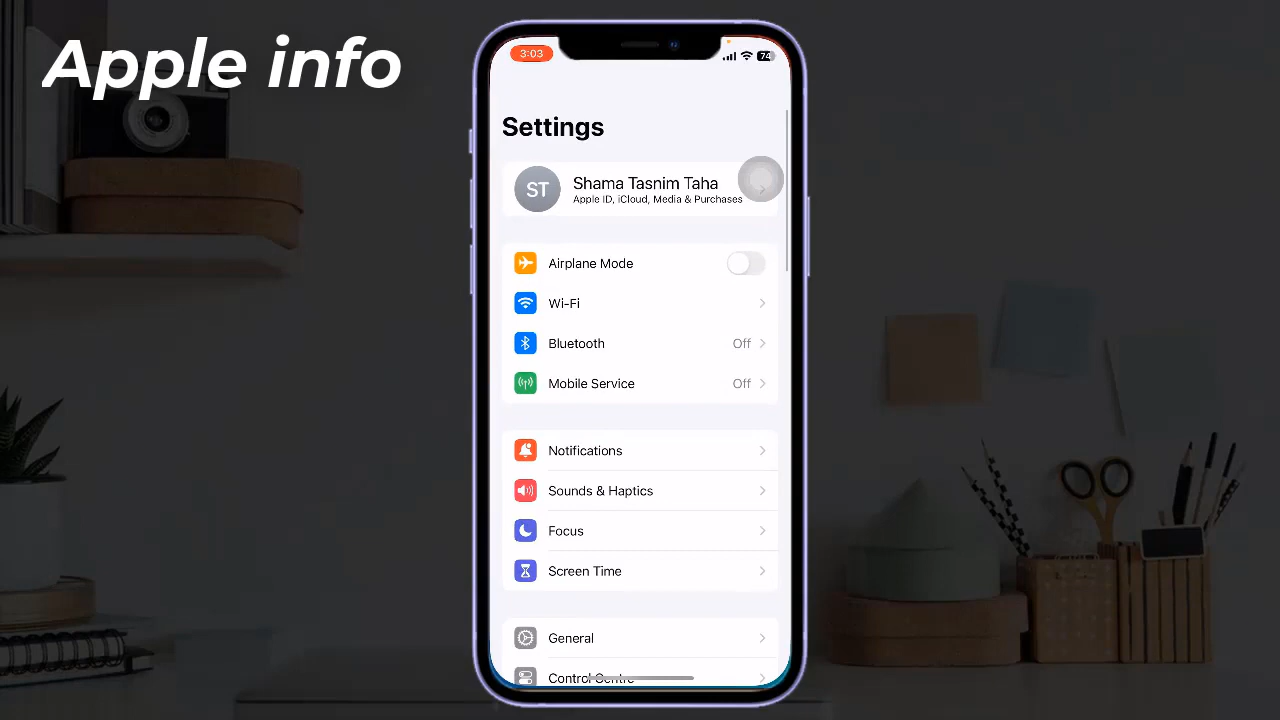 Apple info
3:03
74
Settings
ST
Shama Tasnim Taha
Apple ID, iCloud, Media & Purchases
Airplane Mode
Wi-Fi
Bluetooth Off
Mobile Service Off
Notifications
Sounds & Haptics
Focus
Screen Time
General
Control Centre